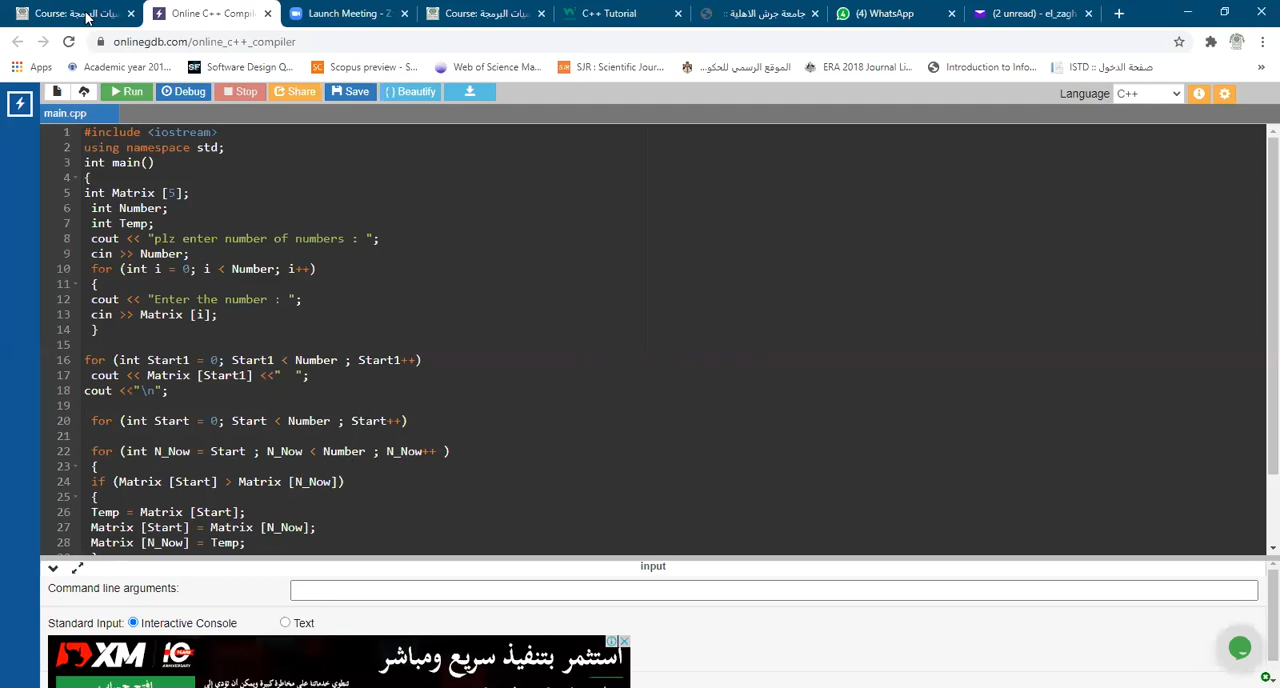 Course: سيات البرمجة
Online C++ Compil
Launch Meeting - Z
Course: سيات البرمجة
C++ Tutorial
جامعة جرش الاهلية ::
(4) WhatsApp
(2 unread) - el_zagh
onlinegdb.com/online_c++_compiler
Apps
Academic year 201...
Software Design Q...
Scopus preview - S...
Web of Science Ma...
SJR : Scientific Jour...
الموقع الرسمي للحكو...
ERA 2018 Journal Li...
Introduction to Info...
صفحة الدخول :: ISTD
Run
Debug
Stop
Share
Save
{ } Beautify
Language C++
main.cpp
1 #include <iostream>
2 using namespace std;
3 int main()
4 {
5 int Matrix [5];
6 int Number;
7 int Temp;
8 cout << "plz enter number of numbers : ";
9 cin >> Number;
10 for (int i = 0; i < Number; i++)
11 {
12 cout << "Enter the number : ";
13 cin >> Matrix [i];
14 }
15
16 for (int Start1 = 0; Start1 < Number ; Start1++)
17 cout << Matrix [Start1] <<"  ";
18 cout <<"\n";
19
20 for (int Start = 0; Start < Number ; Start++)
21
22 for (int N_Now = Start ; N_Now < Number ; N_Now++ )
23 {
24 if (Matrix [Start] > Matrix [N_Now])
25 {
26 Temp = Matrix [Start];
27 Matrix [Start] = Matrix [N_Now];
28 Matrix [N_Now] = Temp;
input
Command line arguments:
Standard Input: Interactive Console Text
XM 10
استثمر بتنفيذ سريع ومباشر